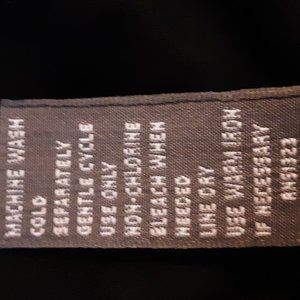 MACHINE WASH
COLD
SEPARATELY
GENTLE CYCLE
USE ONLY
NON-CHLORINE
BLEACH WHEN
NEEDED
LINE DRY
USE WARM IRON
IF NECESSARY